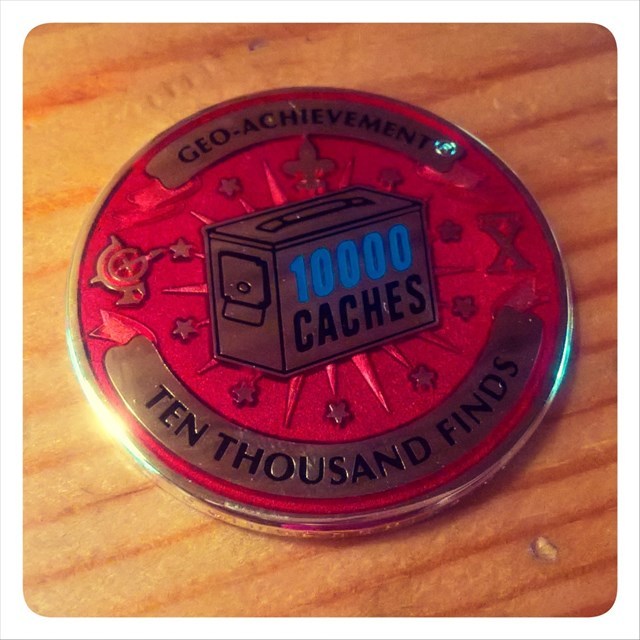 GEO-ACHIEVEMENT®
10000
CACHES
X
TEN THOUSAND FINDS